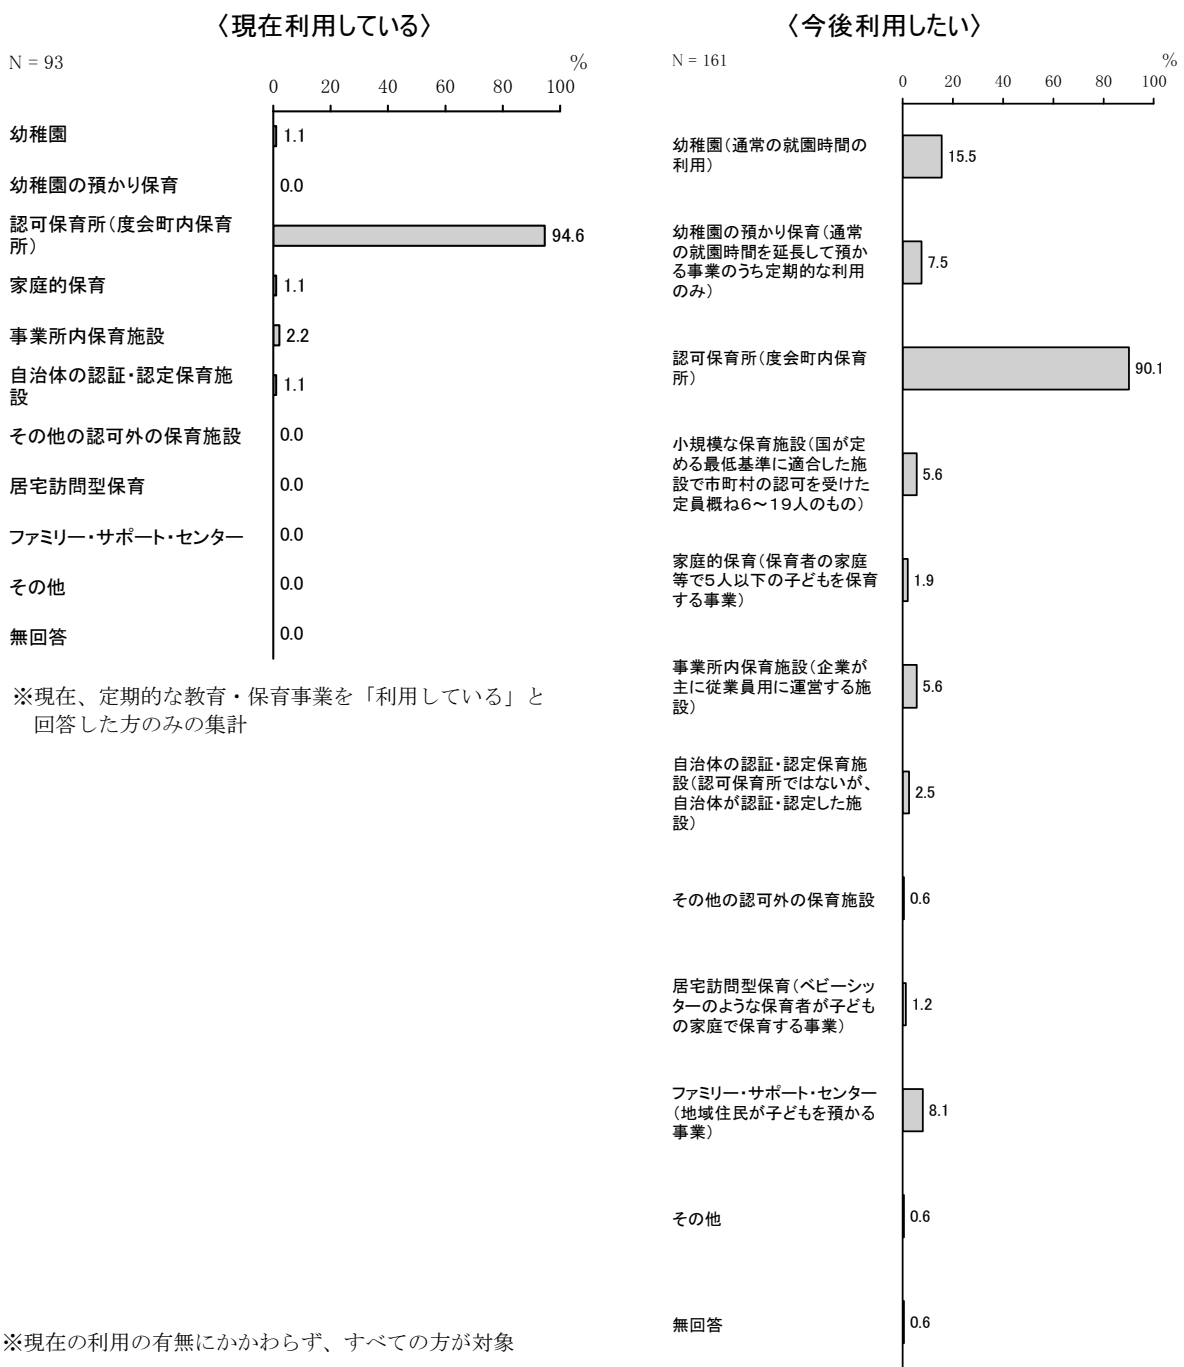 〈現在利用している〉
N = 93
%
0 20 40 60 80 100
幼稚園
1.1
幼稚園の預かり保育
0.0
認可保育所(度会町内保育
所)
94.6
家庭的保育
1.1
事業所内保育施設
2.2
自治体の認証・認定保育施
設
1.1
その他の認可外の保育施設
0.0
居宅訪問型保育
0.0
ファミリー・サポート・センター
0.0
その他
0.0
無回答
0.0
※現在、定期的な教育・保育事業を「利用している」と
回答した方のみの集計
〈今後利用したい〉
N = 161
%
0 20 40 60 80 100
幼稚園(通常の就園時間の
利用)
15.5
幼稚園の預かり保育(通常
の就園時間を延長して預か
る事業のうち定期的な利用
のみ)
7.5
認可保育所(度会町内保育
所)
90.1
小規模な保育施設(国が定
める最低基準に適合した施
設で市町村の認可を受けた
定員概ね6~19人のもの)
5.6
家庭的保育(保育者の家庭
等で5人以下の子どもを保育
する事業)
1.9
事業所内保育施設(企業が
主に従業員用に運営する施
設)
5.6
自治体の認証・認定保育施
設(認可保育所ではないが、
自治体が認証・認定した施
設)
2.5
その他の認可外の保育施設
0.6
居宅訪問型保育(ベビーシッ
ターのような保育者が子ども
の家庭で保育する事業)
1.2
ファミリー・サポート・センター
(地域住民が子どもを預かる
事業)
8.1
その他
0.6
無回答
0.6
※現在の利用の有無にかかわらず、すべての方が対象